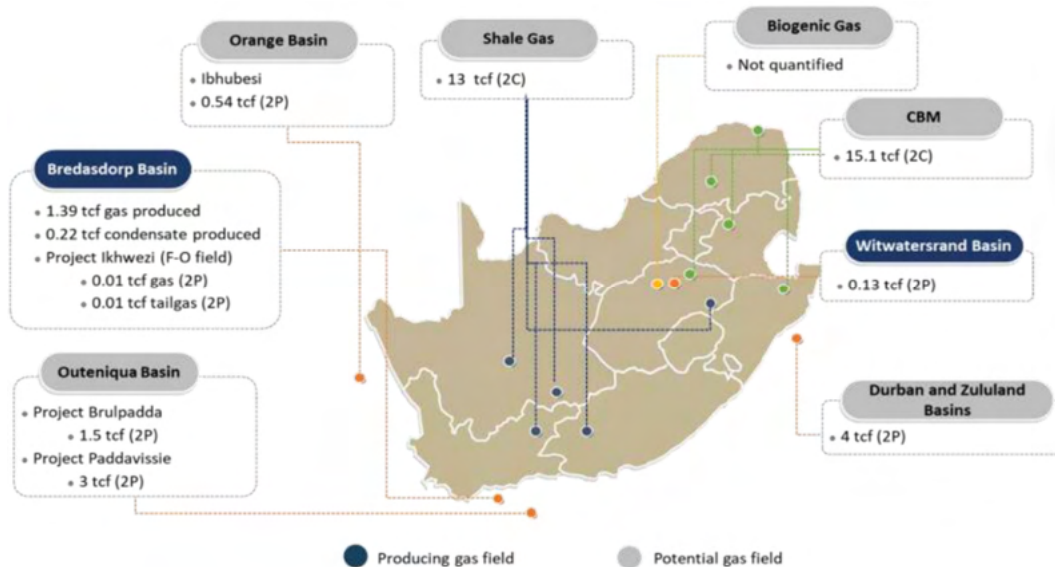 Orange Basin
Ibhubesi
0.54 tcf (2P)
Shale Gas
13 tcf (2C)
Biogenic Gas
Not quantified
CBM
15.1 tcf (2C)
Bredasdorp Basin
1.39 tcf gas produced
0.22 tcf condensate produced
Project Ikhwezi (F-O field)
0.01 tcf gas (2P)
0.01 tcf tailgas (2P)
Witwatersrand Basin
0.13 tcf (2P)
Outeniqua Basin
Project Brulpadda
1.5 tcf (2P)
Project Paddavissie
3 tcf (2P)
Durban and Zululand
Basins
4 tcf (2P)
Producing gas field
Potential gas field